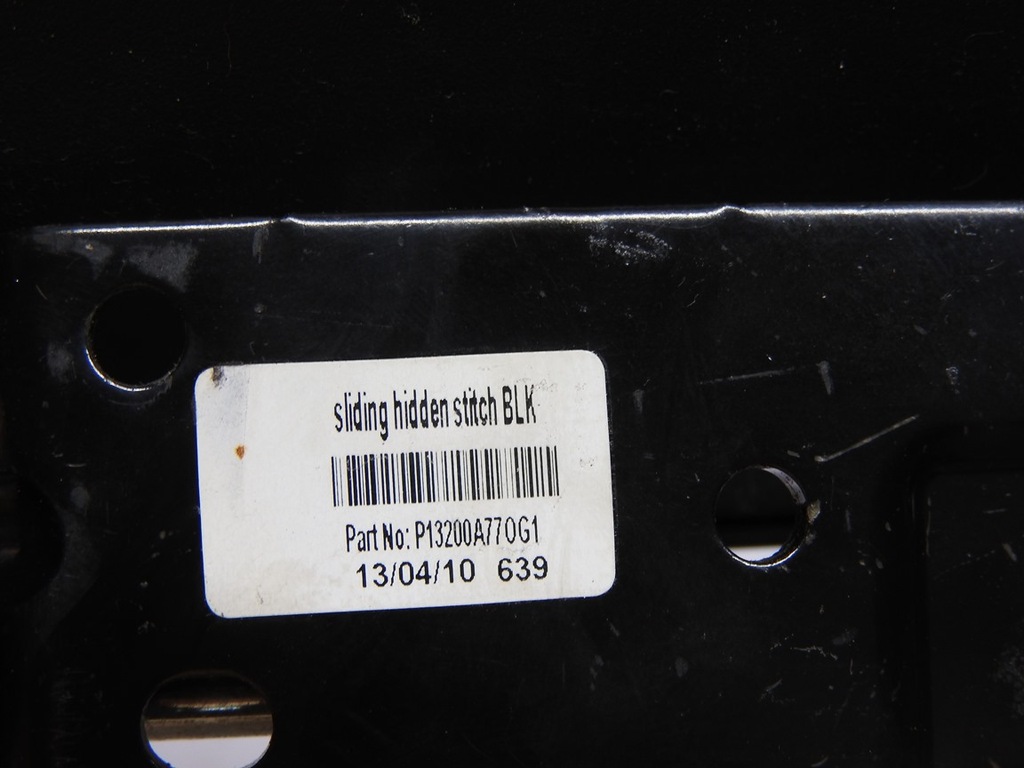 sliding hidden stitch BLK
Part No: P13200A770G1
13/04/10 639